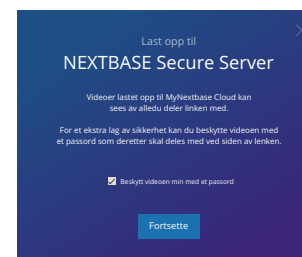 Last opp til
NEXTBASE Secure Server
Videoer lastet opp til MyNextbase Cloud kan
sees av alledu deler linken med.
For et ekstra lag av sikkerhet kan du beskytte videoen med
et passord som deretter skal deles med ved siden av lenken.
Beskytt videoen min med et passord
Fortsette